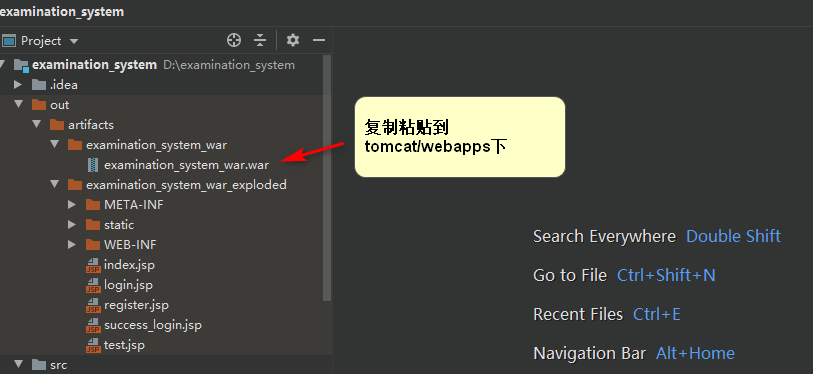 examination_system
Project
examination_system D:\examination_system
.idea
out
artifacts
examination_system_war
examination_system_war.war
examination_system_war_exploded
META-INF
static
WEB-INF
index.jsp
login.jsp
register.jsp
success_login.jsp
test.jsp
src
复制粘贴到
tomcat/webapps下
Search Everywhere Double Shift
Go to File Ctrl+Shift+N
Recent Files Ctrl+E
Navigation Bar Alt+Home